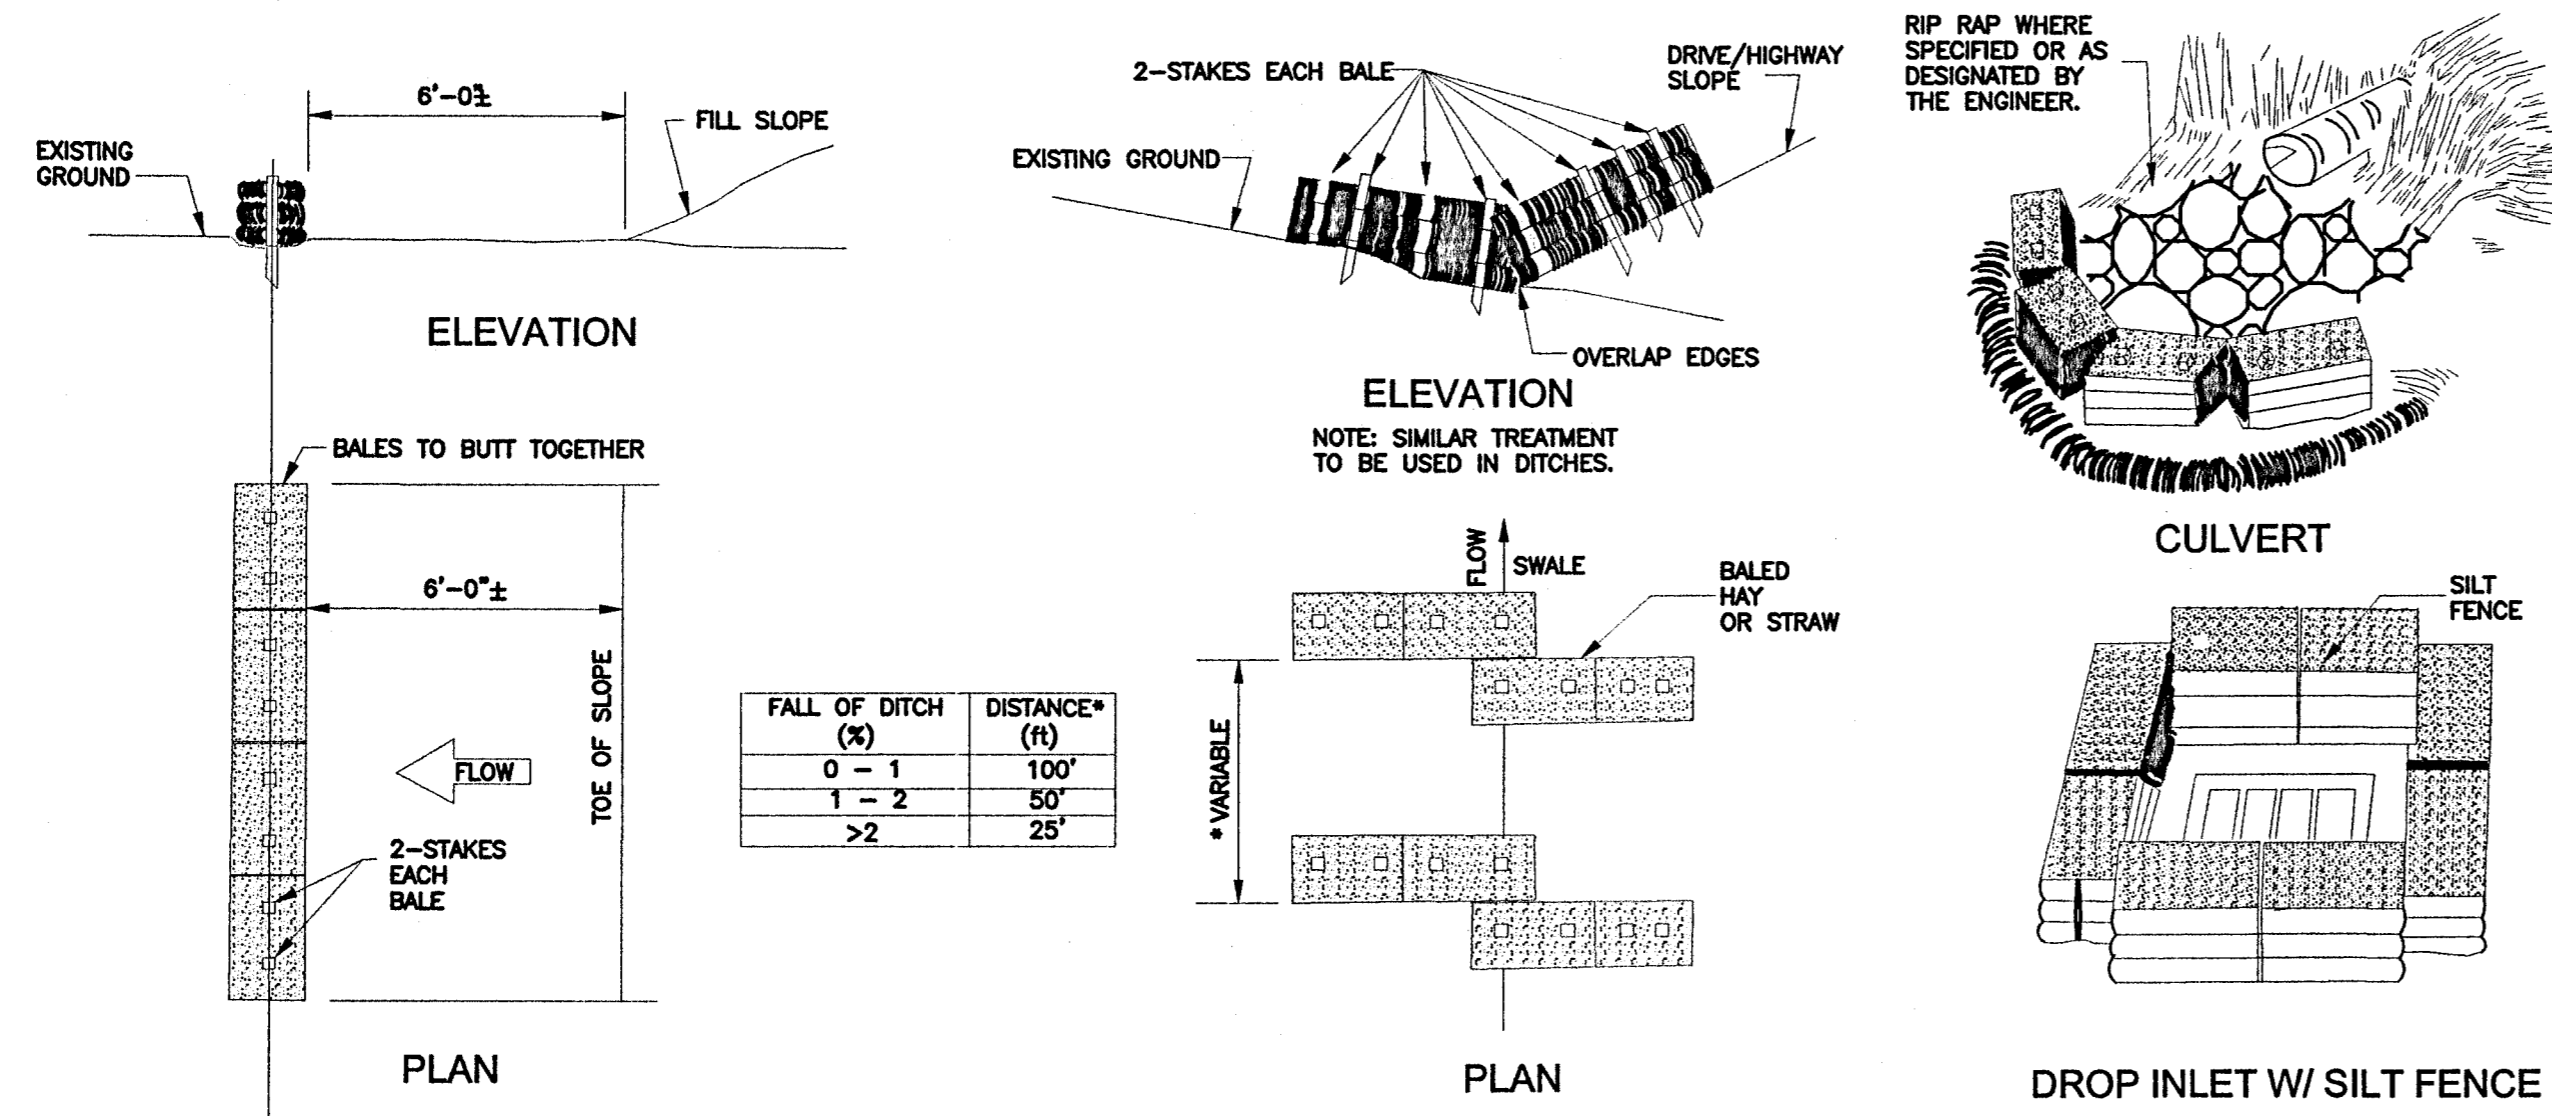 6'-0"±
FILL SLOPE
EXISTING
GROUND
ELEVATION
BALES TO BUTT TOGETHER
6'-0"±
TOE OF SLOPE
FLOW
2-STAKES
EACH
BALE
PLAN
FALL OF DITCH
(%)
DISTANCE*
(ft)
0 - 1
100'
1 - 2
50'
>2
25'
2-STAKES EACH BALE
DRIVE/HIGHWAY
SLOPE
EXISTING GROUND
OVERLAP EDGES
ELEVATION
NOTE: SIMILAR TREATMENT
TO BE USED IN DITCHES.
FLOW
SWALE
BALED
HAY
OR STRAW
*VARIABLE
PLAN
RIP RAP WHERE
SPECIFIED OR AS
DESIGNATED BY
THE ENGINEER.
CULVERT
SILT
FENCE
DROP INLET W/ SILT FENCE